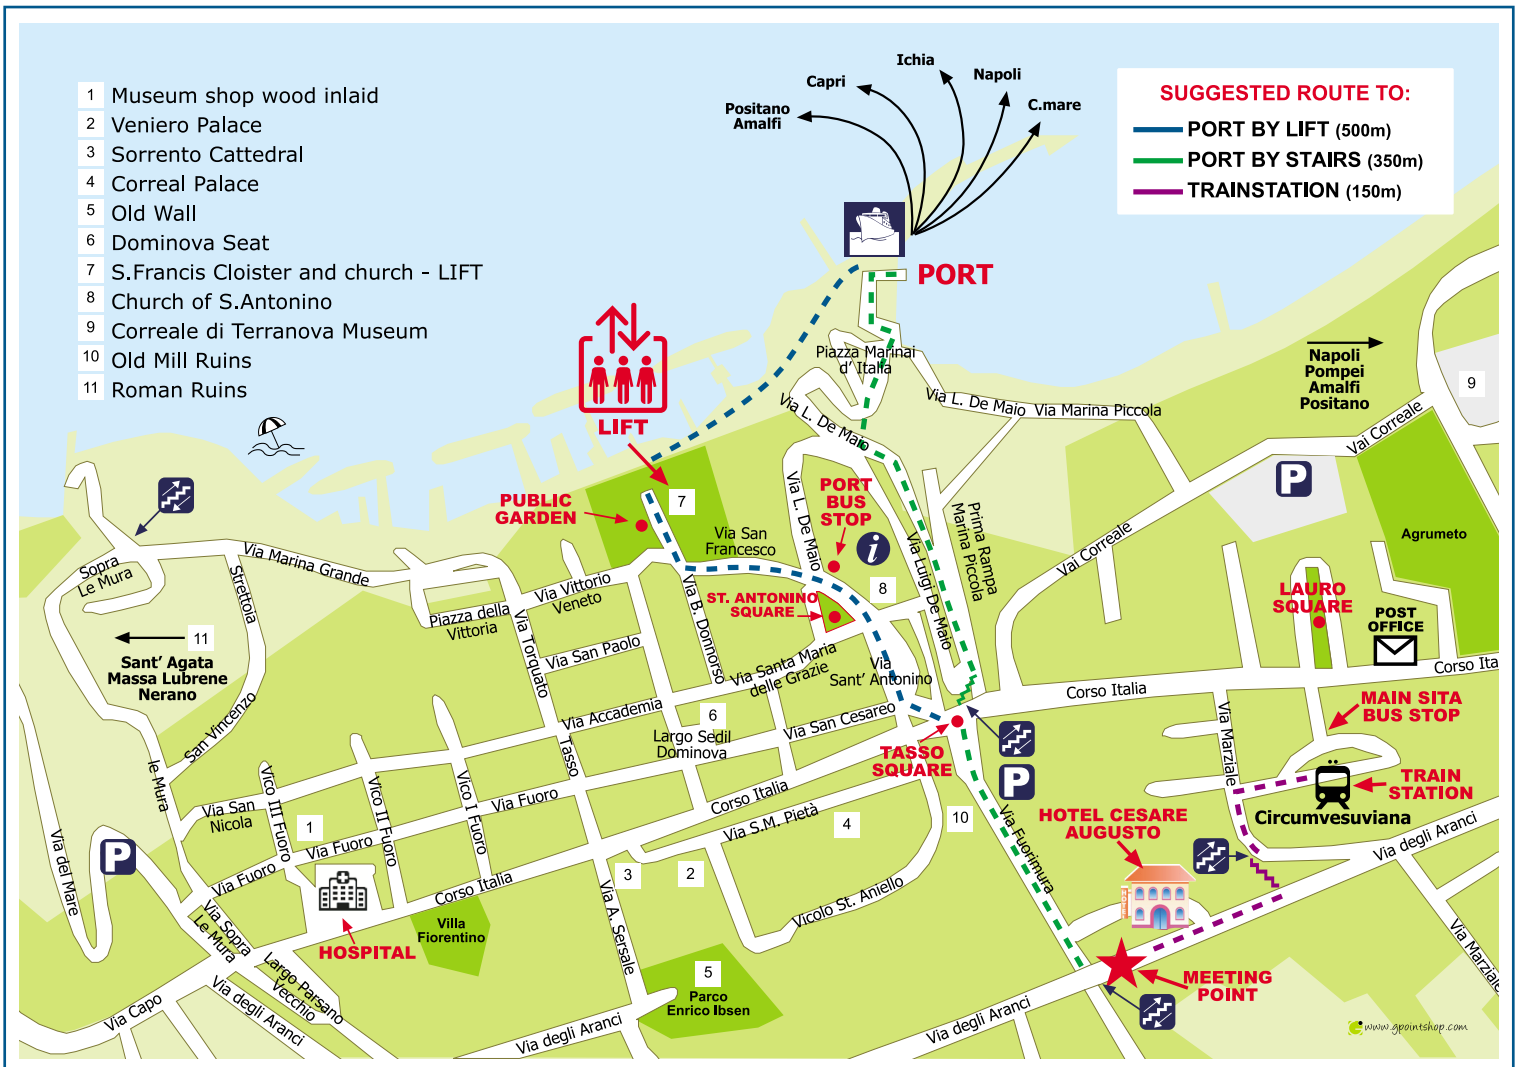 1 Museum shop wood inlaid
2 Veniero Palace
3 Sorrento Cattedral
4 Correal Palace
5 Old Wall
6 Dominova Seat
7 S.Francis Cloister and church - LIFT
8 Church of S.Antonino
9 Correale di Terranova Museum
10 Old Mill Ruins
11 Roman Ruins
Positano
Amalfi
Capri
Ichia
Napoli
C.mare
SUGGESTED ROUTE TO:
PORT BY LIFT (500m)
PORT BY STAIRS (350m)
TRAINSTATION (150m)
PORT
LIFT
Piazza Marinai
d' Italia
Via L. De Maio
Via L. De Maio
Via Marina Piccola
Napoli
Pompei
Amalfi
Positano
9
Vai Correale
P
Agrumeto
PUBLIC
GARDEN
7
Via San
Francesco
Via L. De Maio
PORT
BUS
STOP
i
Via Luigi De Maio
Prima Rampa
Marina Piccola
Vai Correale
Sopra
Le Mura
Via Marina Grande
Strettoia
Via Vittorio
Veneto
Piazza della
Vittoria
Via B. Donnorso
ST. ANTONINO
SQUARE
8
LAURO
SQUARE
POST
OFFICE
11
Sant' Agata
Massa Lubrene
Nerano
Via Torquato
Via San Paolo
Via Santa Maria
delle Grazie
Via
Sant' Antonino
Corso Italia
Corso Ita
San Vincenzo
Via Accademia
6
Largo Sedil
Dominova
Via San Cesareo
TASSO
SQUARE
P
Via Marziale
MAIN SITA
BUS STOP
TRAIN
STATION
Circumvesuviana
le Mura
Via San
Nicola
Vico III Fuoro
Vico II Fuoro
Vico I Fuoro
Tasso
Via Fuoro
Corso Italia
Via S.M. Pietà
4
10
Via Fuorimura
HOTEL CESARE
AUGUSTO
Via degli Aranci
Via del Mare
P
1
Via Fuoro
Via Fuoro
HOSPITAL
Corso Italia
Villa
Fiorentino
3
2
Via A. Sersale
Vicolo St. Aniello
Via Sopra
Le Mura
Largo Parsano
Vecchio
Via Capo
Via degli Aranci
5
Parco
Enrico Ibsen
Via degli Aranci
Via degli Aranci
MEETING
POINT
Via Marziale
www.gpointshop.com